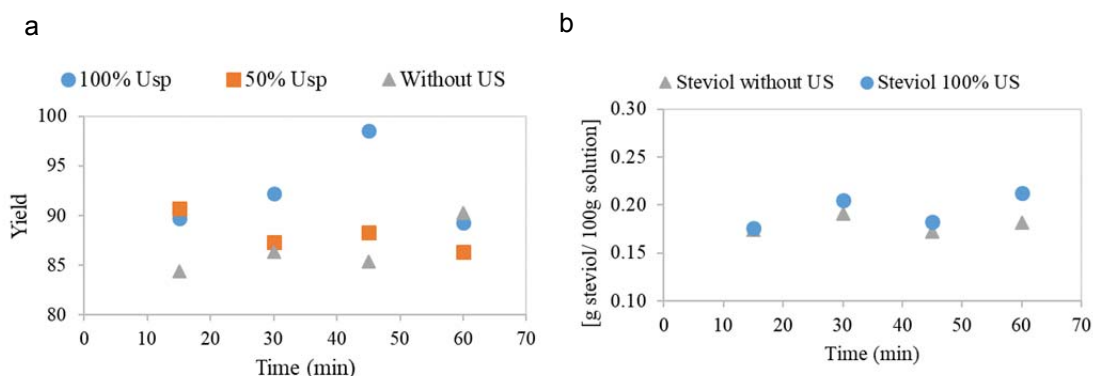 a
100% Usp 50% Usp Without US
100
95
90
85
80
Yield
0 10 20 30 40 50 60 70
Time (min)
b
Steviol without US Steviol 100% US
0.30
0.25
0.20
0.15
0.10
[g steviol/ 100g solution]
0 10 20 30 40 50 60 70
Time (min)